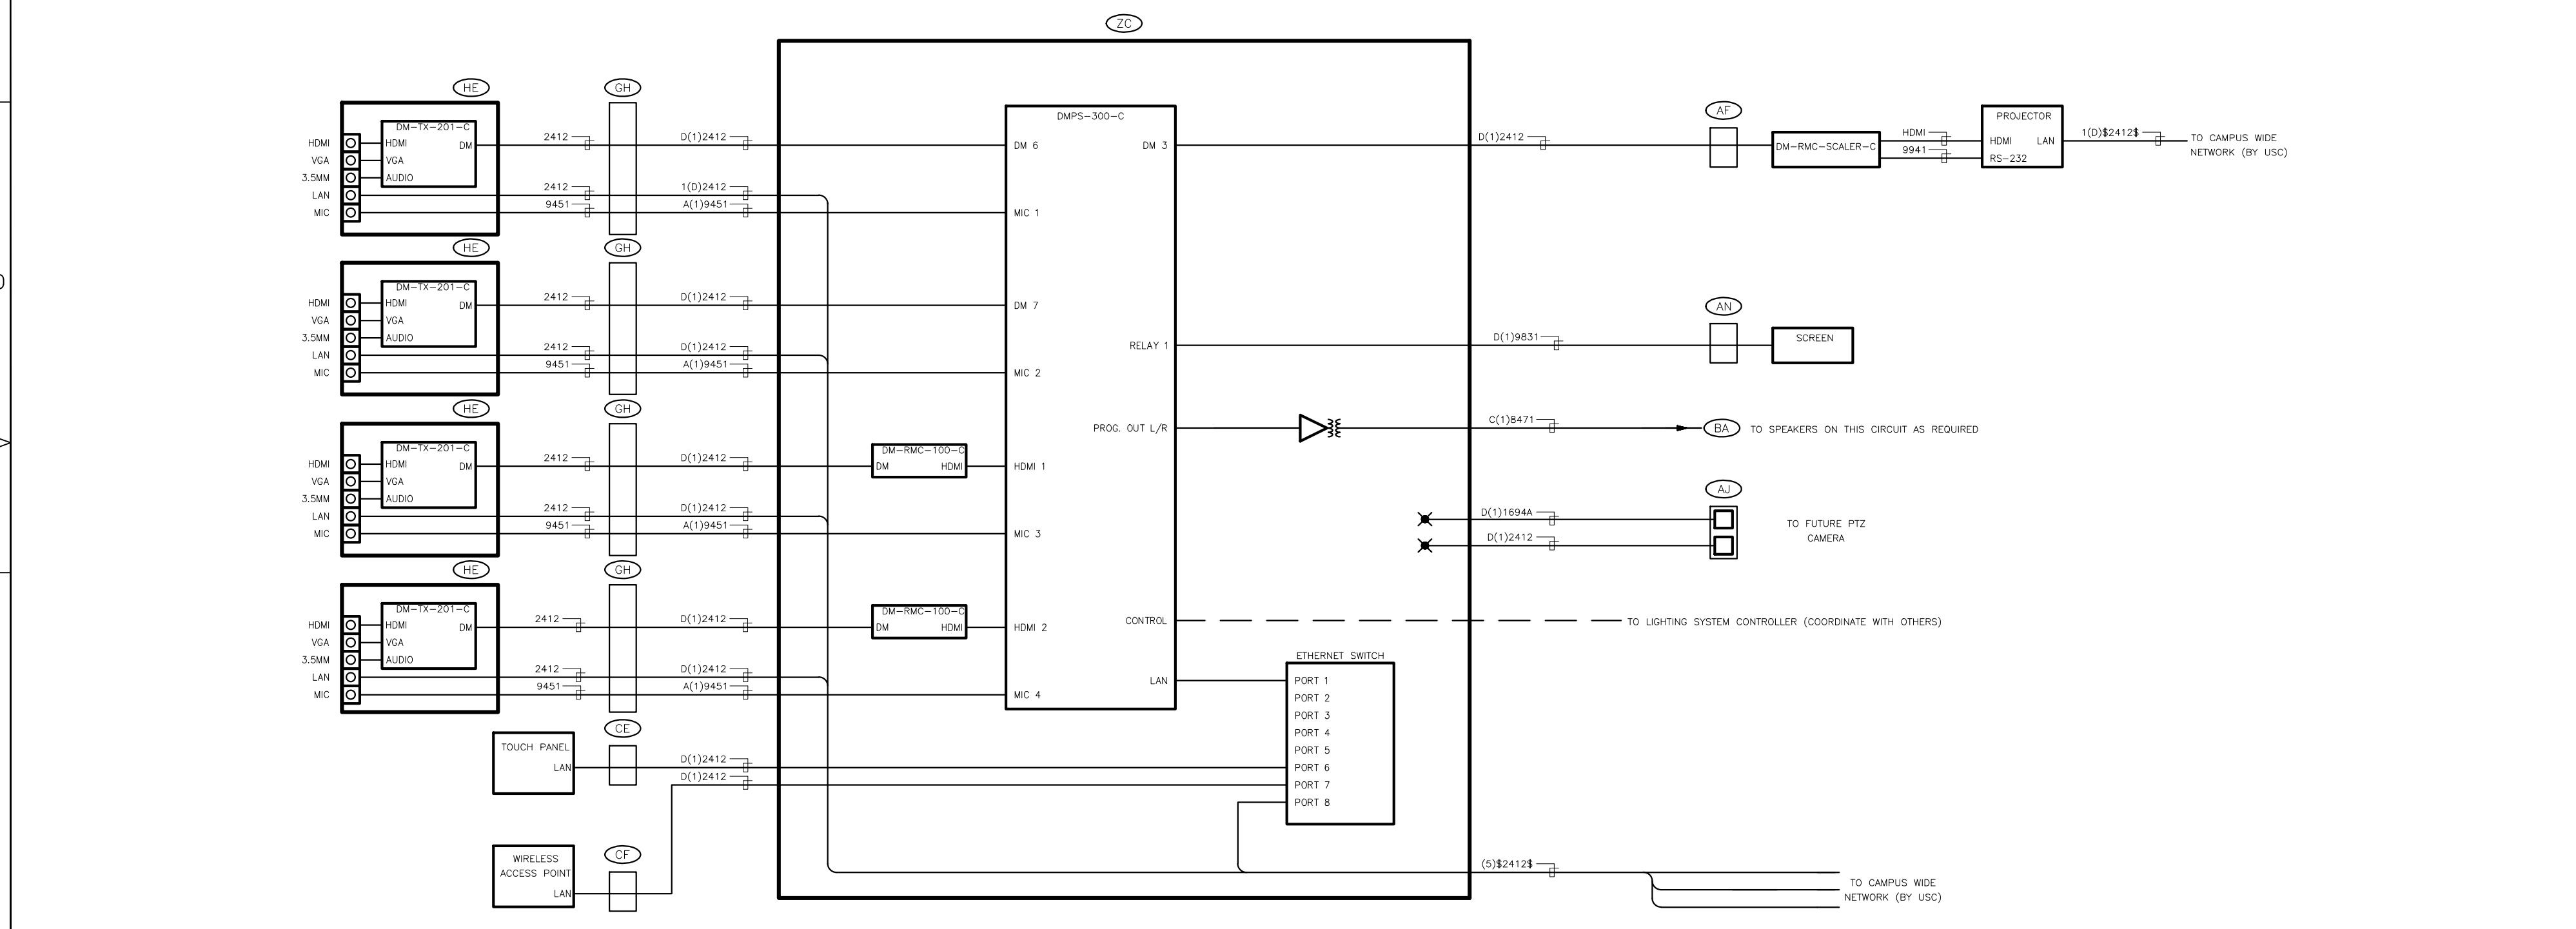 ZC
HE
GH
DM-TX-201-C
HDMI
HDMI
DM
VGA
VGA
3.5MM
AUDIO
LAN
MIC
2412
D(1)2412
2412
1(D)2412
9451
A(1)9451
HE
GH
DM-TX-201-C
HDMI
HDMI
DM
VGA
VGA
3.5MM
AUDIO
LAN
MIC
2412
D(1)2412
2412
D(1)2412
9451
A(1)9451
HE
GH
DM-TX-201-C
HDMI
HDMI
DM
VGA
VGA
3.5MM
AUDIO
LAN
MIC
2412
D(1)2412
2412
D(1)2412
9451
A(1)9451
HE
GH
DM-TX-201-C
HDMI
HDMI
DM
VGA
VGA
3.5MM
AUDIO
LAN
MIC
2412
D(1)2412
2412
D(1)2412
9451
A(1)9451
CE
TOUCH PANEL
LAN
D(1)2412
D(1)2412
CF
WIRELESS
ACCESS POINT
LAN
DM-RMC-100-C
DM
HDMI
DM-RMC-100-C
DM
HDMI
DMPS-300-C
DM 6
MIC 1
DM 7
MIC 2
HDMI 1
MIC 3
HDMI 2
MIC 4
DM 3
RELAY 1
PROG. OUT L/R
CONTROL
LAN
ETHERNET SWITCH
PORT 1
PORT 2
PORT 3
PORT 4
PORT 5
PORT 6
PORT 7
PORT 8
D(1)2412
AF
DM-RMC-SCALER-C
HDMI
9941
PROJECTOR
HDMI
LAN
RS-232
1(D)$2412$
TO CAMPUS WIDE
NETWORK (BY USC)
D(1)9831
AN
SCREEN
C(1)8471
BA
TO SPEAKERS ON THIS CIRCUIT AS REQUIRED
AJ
D(1)1694A
D(1)2412
TO FUTURE PTZ
CAMERA
TO LIGHTING SYSTEM CONTROLLER (COORDINATE WITH OTHERS)
(5)$2412$
TO CAMPUS WIDE
NETWORK (BY USC)